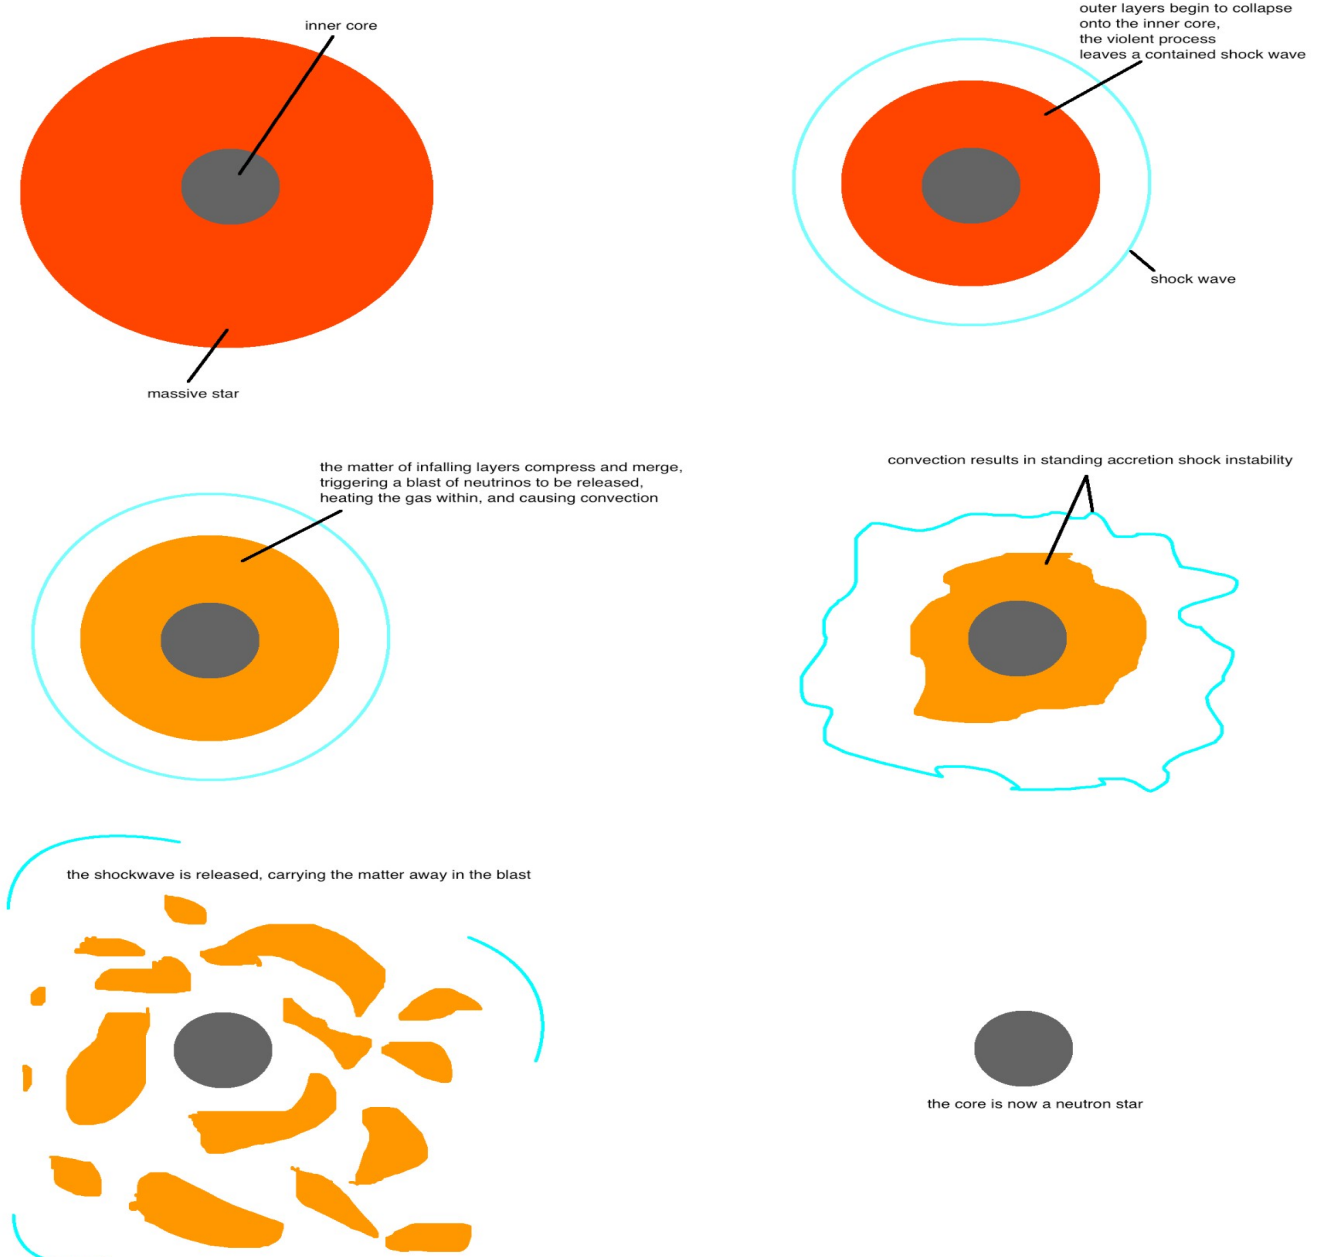 inner core
massive star
outer layers begin to collapse
onto the inner core,
the violent process
leaves a contained shock wave
shock wave
the matter of infalling layers compress and merge,
triggering a blast of neutrinos to be released,
heating the gas within, and causing convection
convection results in standing accretion shock instability
the shockwave is released, carrying the matter away in the blast
the core is now a neutron star